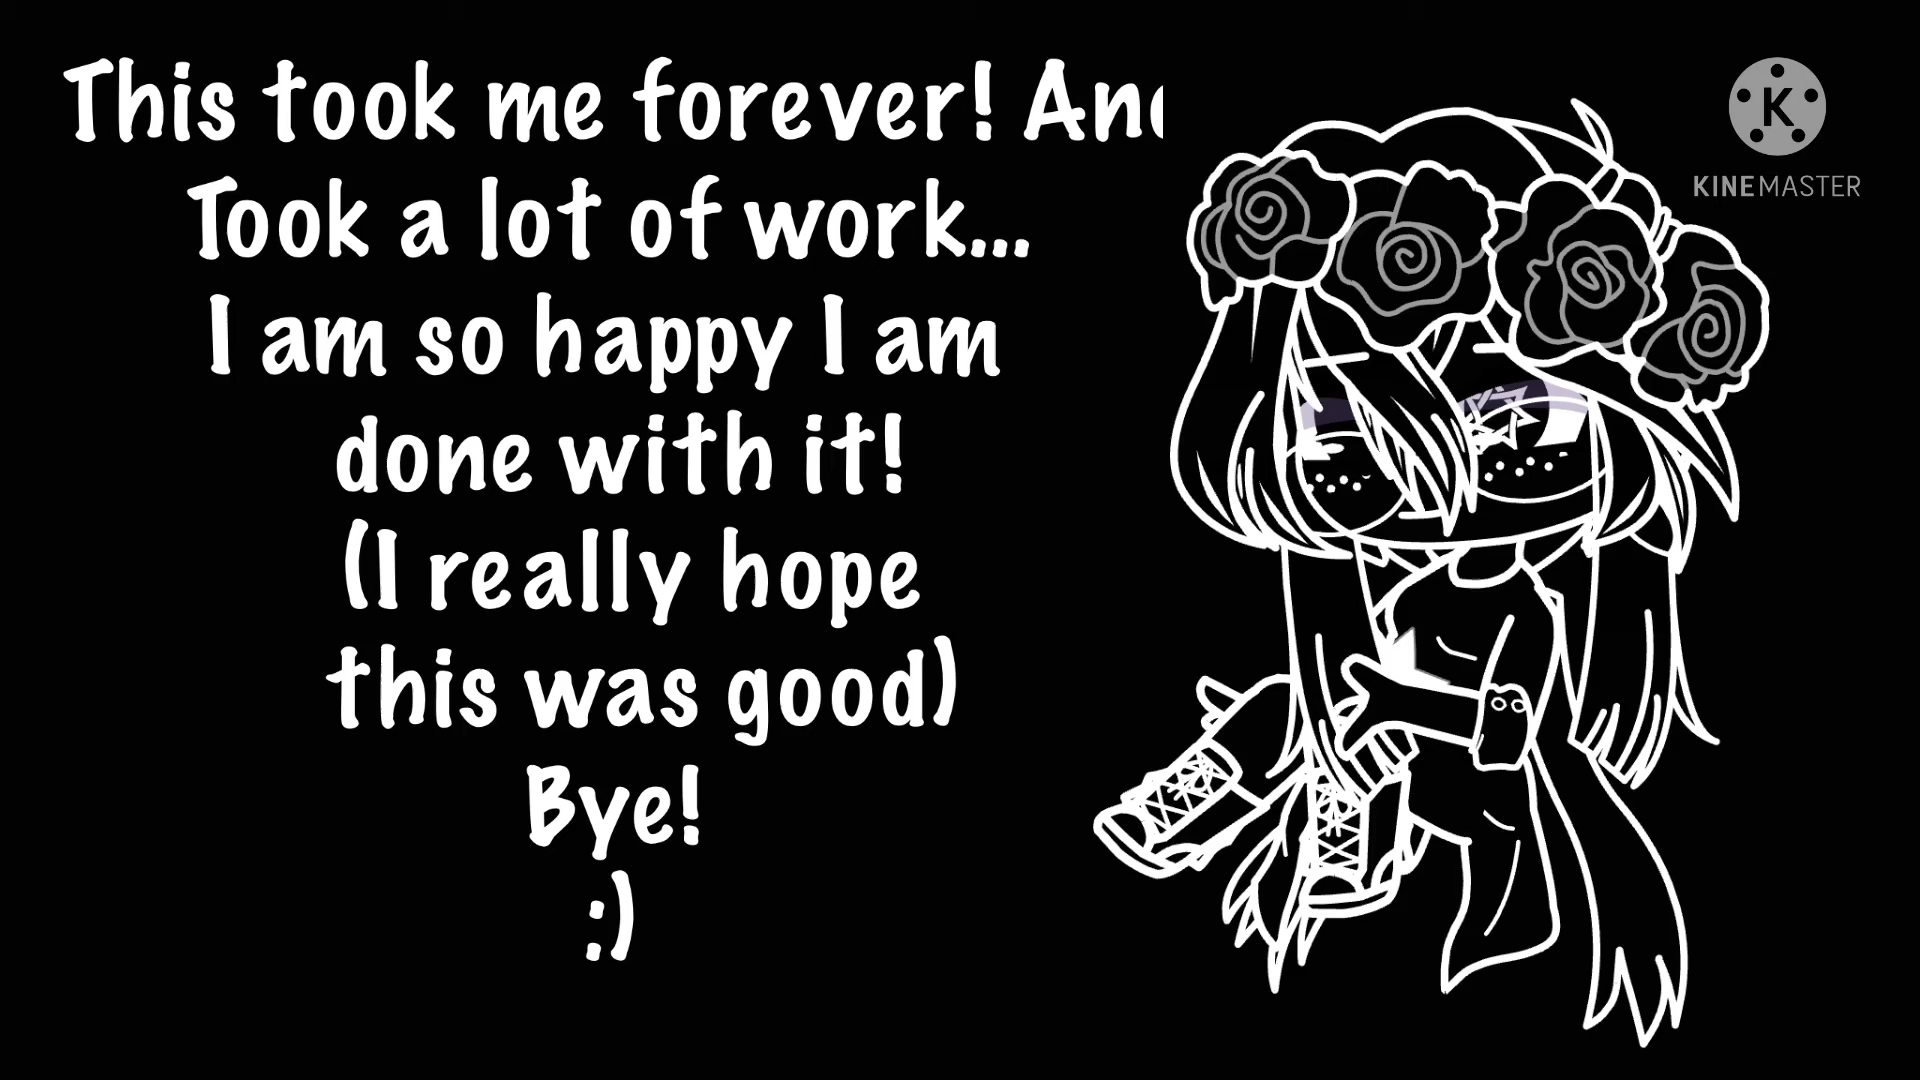 This took me forever! And
Took a lot of work...
I am so happy I am
done with it!
(I really hope
this was good)
Bye!
:)
K
KINEMASTER